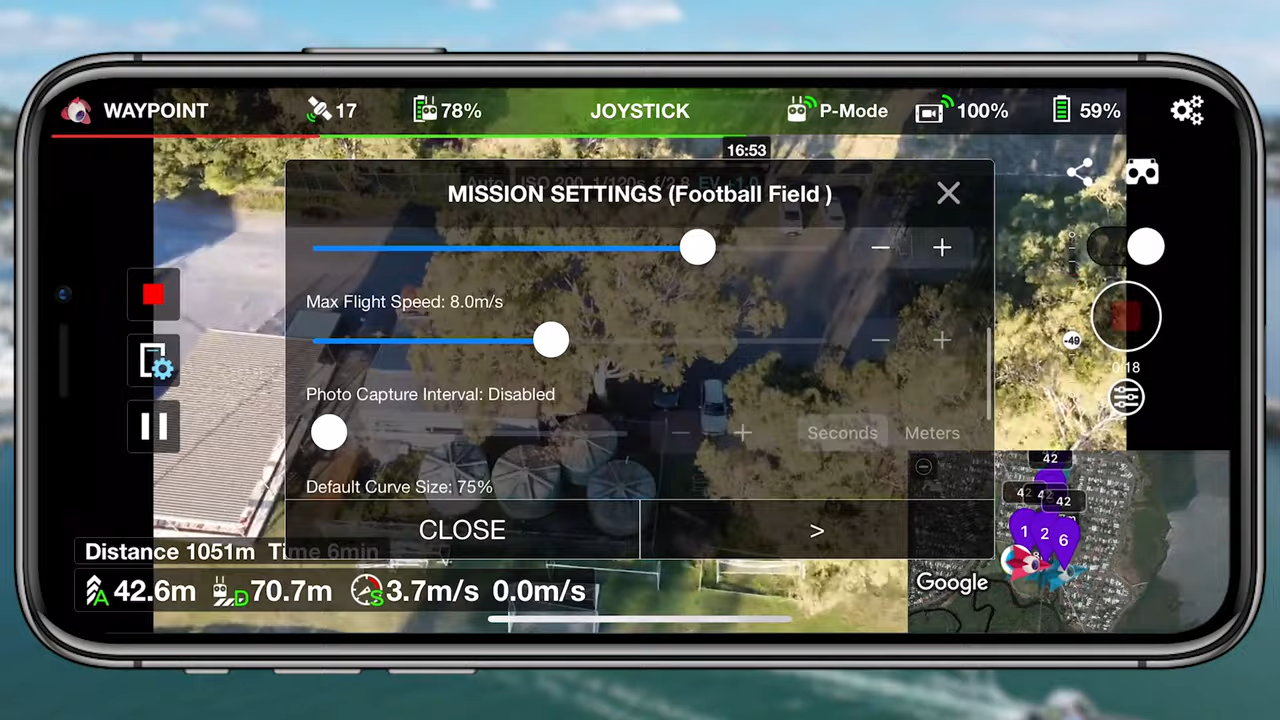 WAYPOINT 17 78% JOYSTICK P-Mode 100% 59%
16:53
MISSION SETTINGS (Football Field )
Max Flight Speed: 8.0m/s
-49
0/18
Photo Capture Interval: Disabled
Seconds Meters
Default Curve Size: 75%
CLOSE >
42
42 42
1 2 6
Distance 1051m Time 6min
A 42.6m D 70.7m S 3.7m/s 0.0m/s
Google